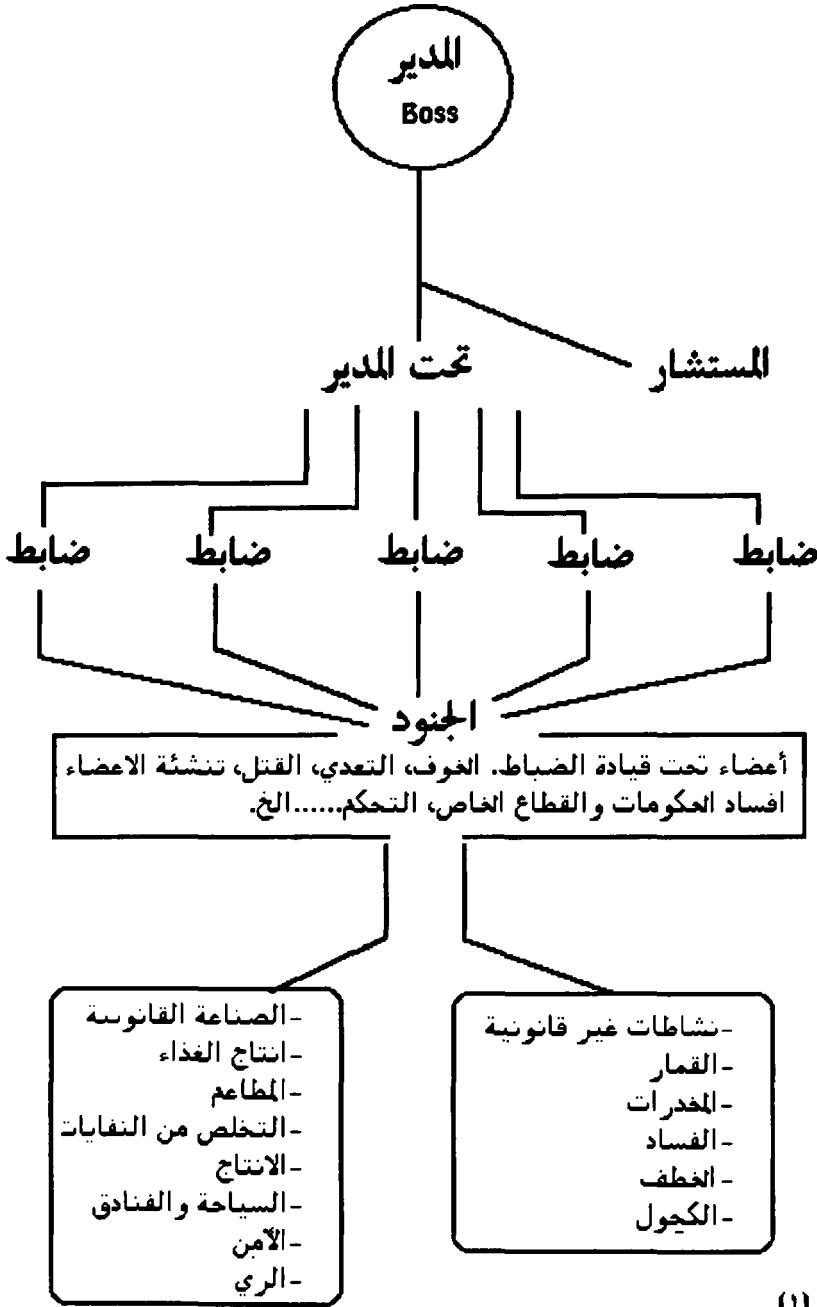 المدير
Boss
المستشار
تحت المدير
ضابط
ضابط
ضابط
ضابط
ضابط
الجنود
أعضاء تحت قيادة الضباط. الخوف، التعدي، القتل، تنشئة الاعضاء
افساد الحكومات والقطاع الخاص، التحكم......الخ.
-نشاطات غير قانونية
-القمار
-المخدرات
-الفساد
-الخطف
-الكحول
-الصناعة القانونية
-انتاج الغذاء
-المطاعم
-التخلص من النفايات
-الانتاج
-السياحة والفنادق
-الأمن
-الري
(١)